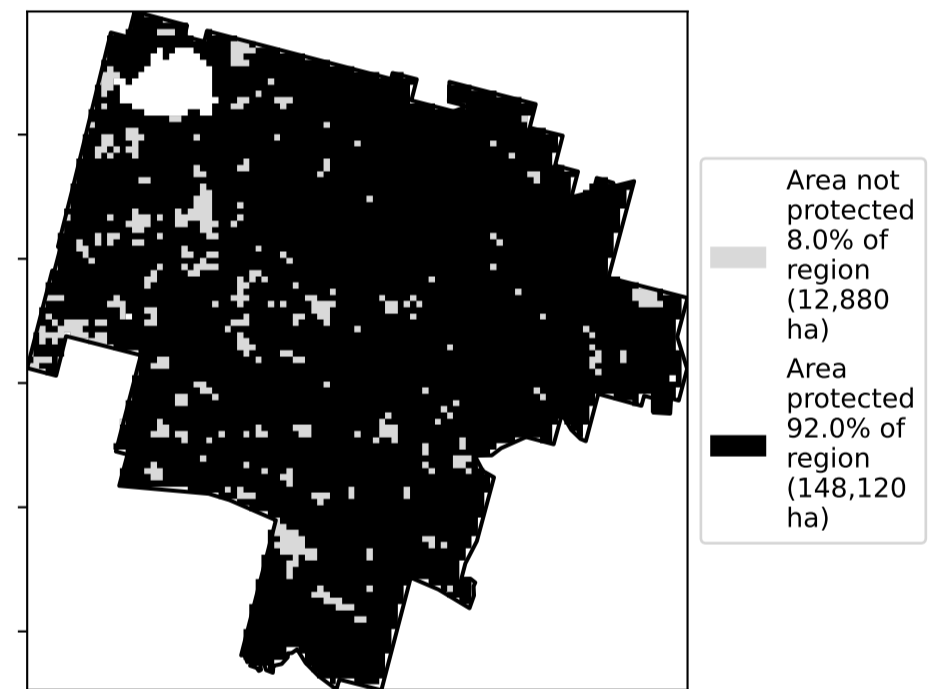 Area not
protected
8.0% of
region
(12,880
ha)
Area
protected
92.0% of
region
(148,120
ha)